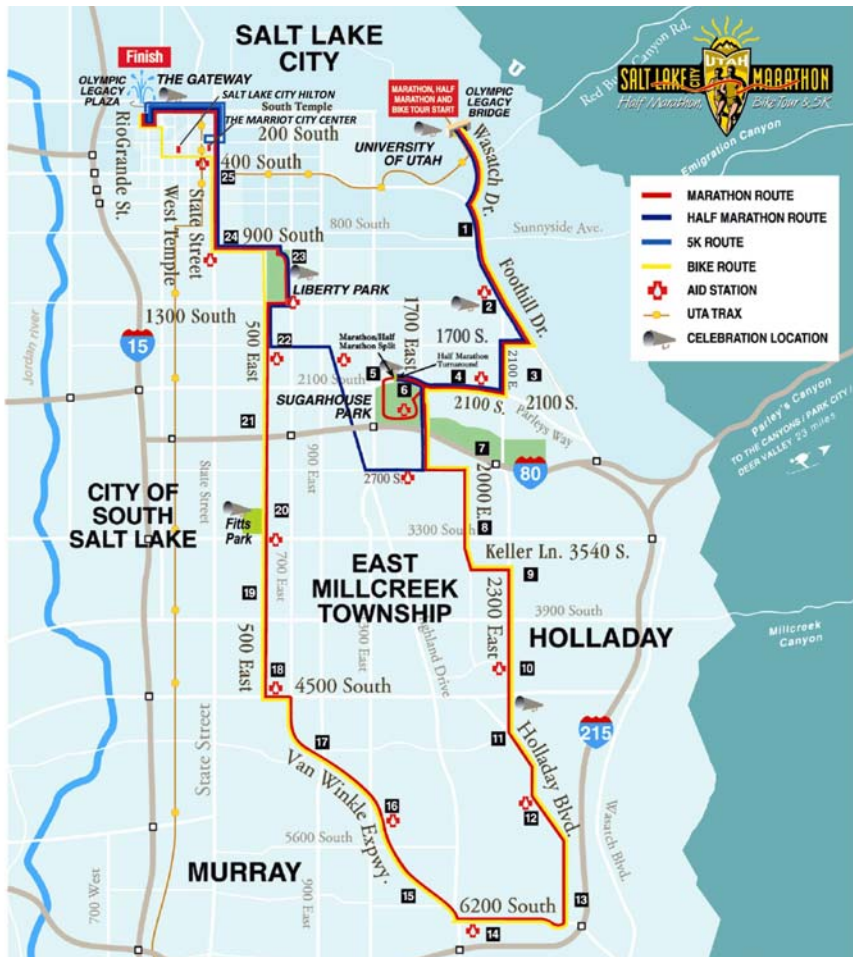 SALT LAKE
CITY
Finish
OLYMPIC
LEGACY
PLAZA
THE GATEWAY
SALT LAKE CITY HILTON
South Temple
THE MARRIOT CITY CENTER
200 South
400 South
RioGrande St.
MARATHON, HALF
MARATHON AND
BIKE TOUR START
OLYMPIC
LEGACY
BRIDGE
UNIVERSITY
OF UTAH
Wasatch Dr.
U
Emigration Canyon
UTAH
SALT LAKE CITY MARATHON
Half Marathon, Bike Tour & 5K
MARATHON ROUTE
HALF MARATHON ROUTE
5K ROUTE
BIKE ROUTE
AID STATION
UTA TRAX
CELEBRATION LOCATION
25
State Street
West Temple
24
900 South
800 South
Sunnyside Ave.
1
23
LIBERTY PARK
2
Foothill Dr.
1300 South
15
Jordan river
500 East
22
Marathon/Half
Marathon Split
1700 East
1700 S.
Half Marathon
Turnaround
2100 South
5
6
4
2100 E.
3
SUGARHOUSE
PARK
2100 S.
2100 S.
Parleys Way
Parley's Canyon
TO THE CANYONS / PARK CITY /
DEER VALLEY 23 miles
21
900 East
7
80
2700 S.
2000 E.
CITY OF
SOUTH
SALT LAKE
State Street
Fitts
Park
20
3300 South
8
Keller Ln. 3540 S.
700 East
EAST
MILLCREEK
TOWNSHIP
9
19
2300 East
3900 South
HOLLADAY
Millcreek
Canyon
500 East
10
18
4500 South
11
215
State Street
17
Van Winkle Expwy.
16
12
Holladay Blvd.
Wasatch Blvd.
5600 South
MURRAY
15
6200 South
13
700 West
900 East
14